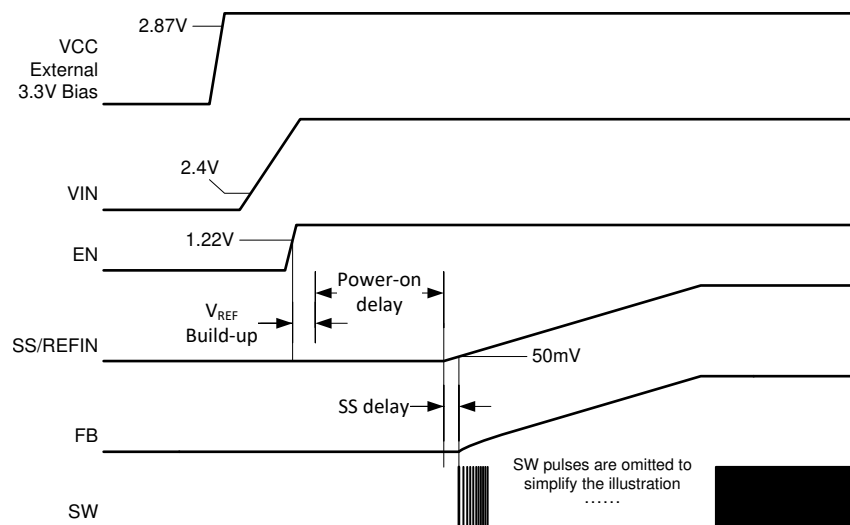 2.87V
VCC
External
3.3V Bias
2.4V
VIN
1.22V
EN
Power-on
delay
VREF
Build-up
SS/REFIN
50mV
SS delay
FB
SW pulses are omitted to
simplify the illustration
......
SW